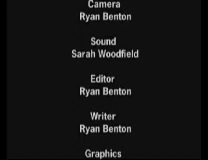 Camera
Ryan Benton
Sound
Sarah Woodfield
Editor
Ryan Benton
Writer
Ryan Benton
Graphics